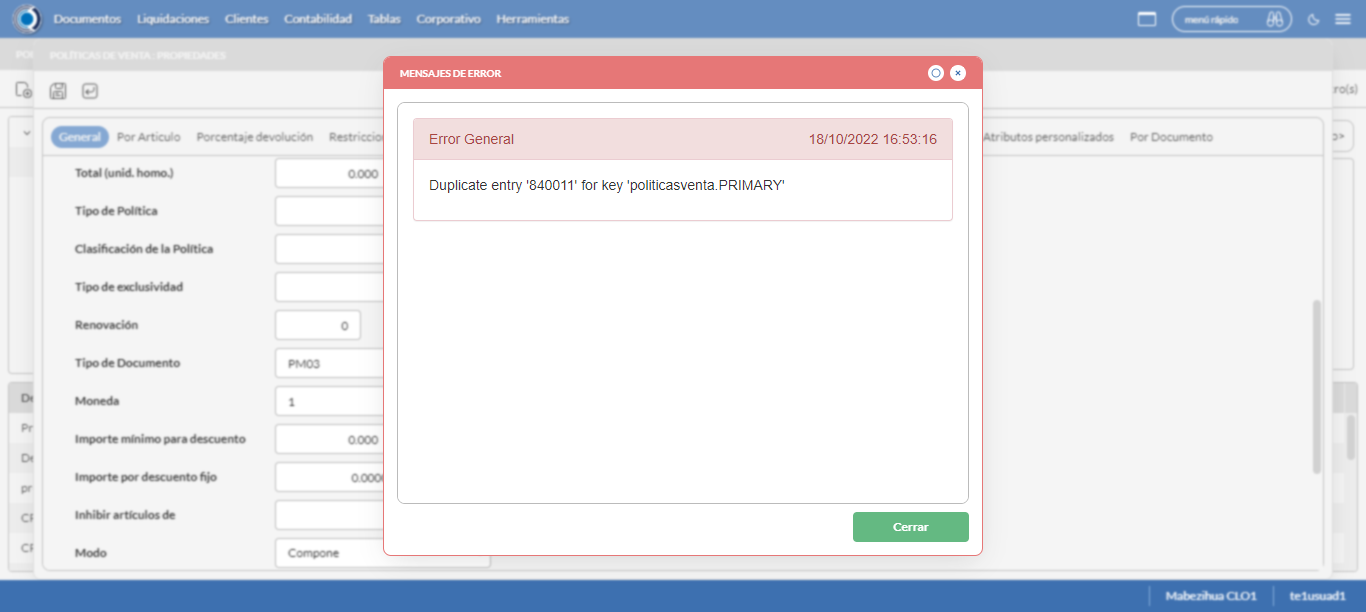 Documentos Liquidaciones Clientes Contabilidad Tablas Corporativo Herramientas menú rápido
POLÍTICAS DE VENTA : PROPIEDADES
MENSAJES DE ERROR
ro(s)
General Por Articulo Porcentaje devolución Restriccio Atributos personalizados Por Documento
Error General 18/10/2022 16:53:16
Duplicate entry '840011' for key 'politicasventa.PRIMARY'
Total (unid. homo.) 0.000
Tipo de Política
Clasificación de la Política
Tipo de exclusividad
Renovación 0
Tipo de Documento PM03
Moneda 1
Importe mínimo para descuento 0.000
Importe por descuento fijo 0.0000
Inhibir artículos de
Modo Compone
De
Pr
De
pr
CF
CF
Cerrar
Mabezihua CLO1 te1usuad1